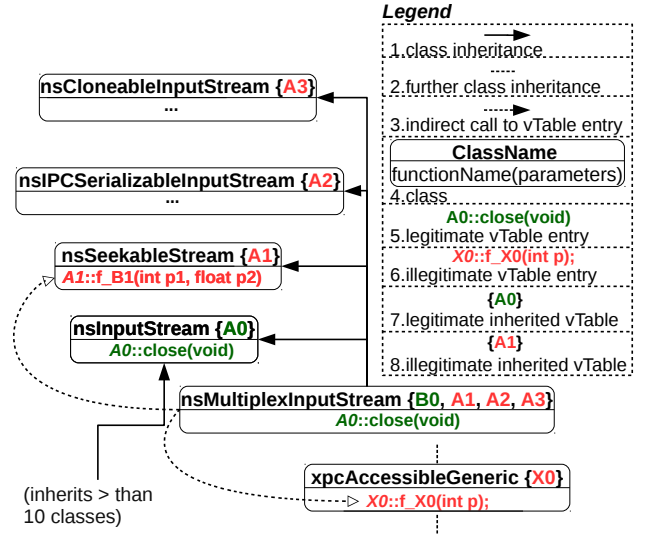 Legend
1.class inheritance
2.further class inheritance
3.indirect call to vTable entry
ClassName
functionName(parameters)
4.class
A0::close(void)
5.legitimate vTable entry
X0::f_X0(int p);
6.illegitimate vTable entry
{A0}
7.legitimate inherited vTable
{A1}
8.illegitimate inherited vTable
nsCloneableInputStream {A3}
...
nsIPCSerializableInputStream {A2}
...
nsSeekableStream {A1}
A1::f_B1(int p1, float p2)
nsInputStream {A0}
A0::close(void)
nsMultiplexInputStream {B0, A1, A2, A3}
A0::close(void)
xpcAccessibleGeneric {X0}
X0::f_X0(int p);
(inherits > than
10 classes)